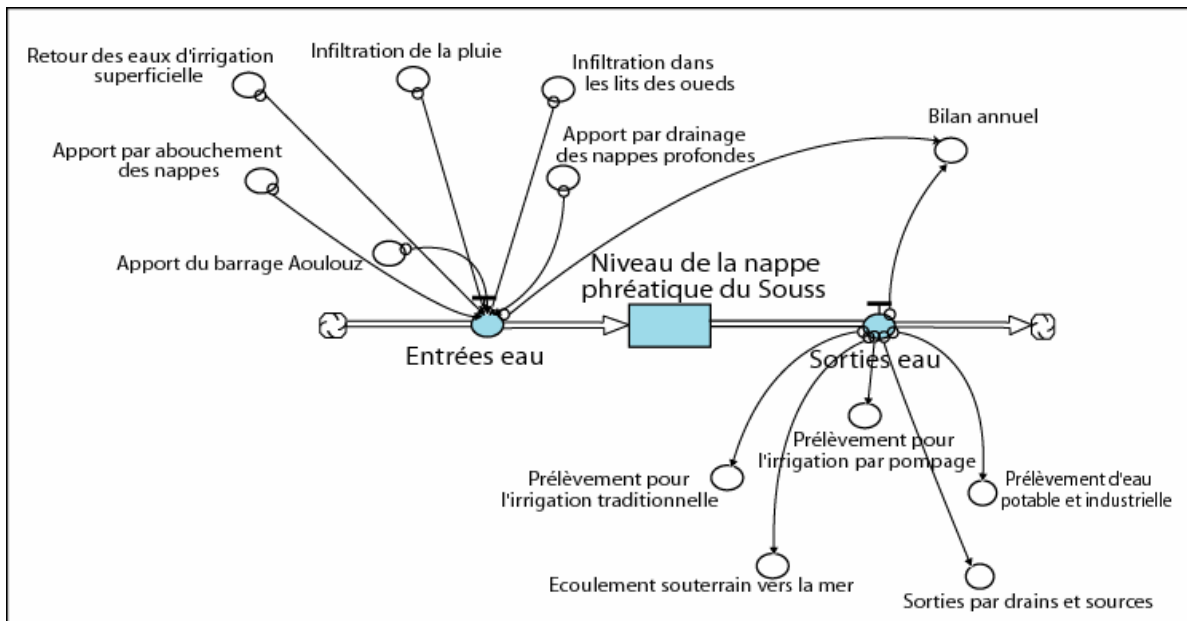 Retour des eaux d'irrigation
superficielle
Infiltration de la pluie
Infiltration dans
les lits des oueds
Bilan annuel
Apport par abouchement
des nappes
Apport par drainage
des nappes profondes
Apport du barrage Aoulouz
Niveau de la nappe
phréatique du Souss
Entrées eau
Sorties eau
Prélèvement pour
l'irrigation par pompage
Prélèvement pour
l'irrigation traditionnelle
Prélèvement d'eau
potable et industrielle
Ecoulement souterrain vers la mer
Sorties par drains et sources